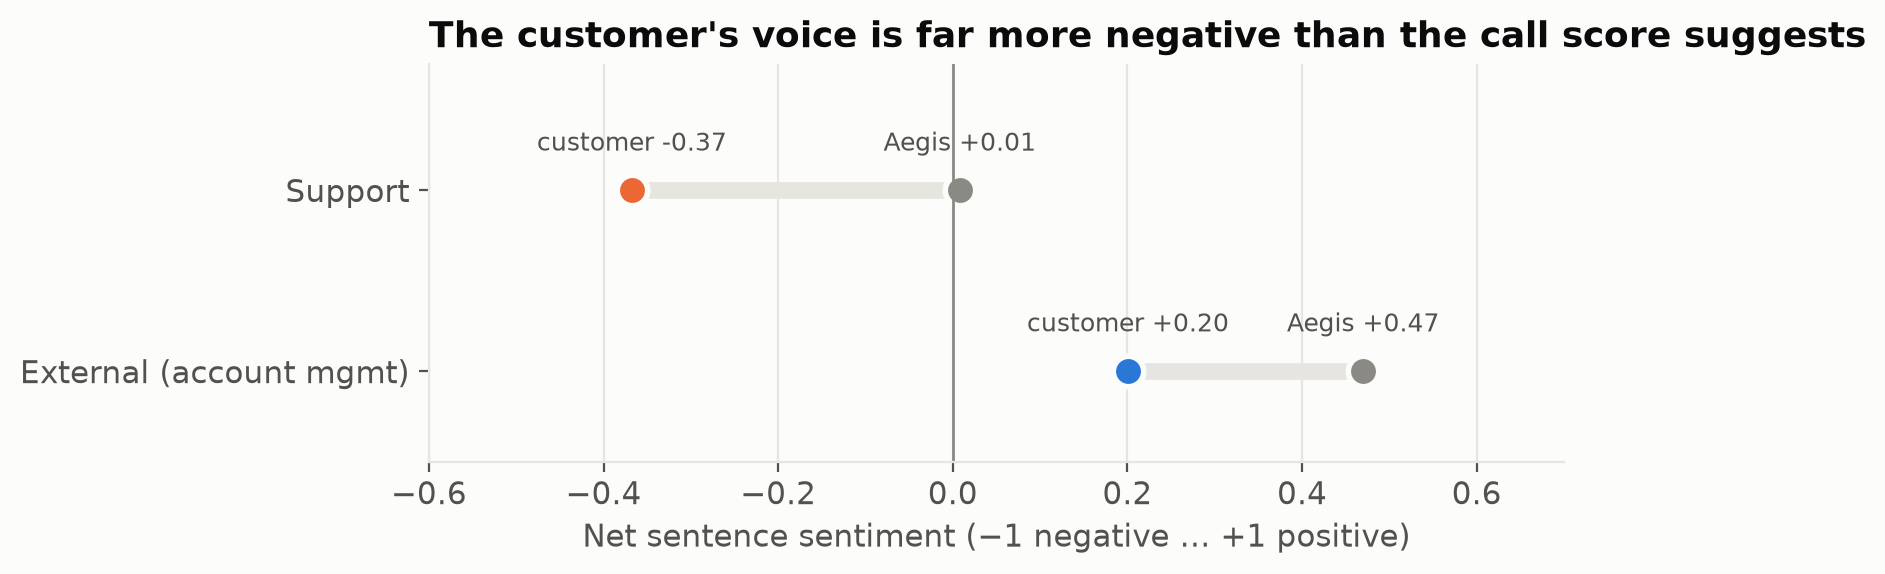 The customer's voice is far more negative than the call score suggests
customer -0.37 Aegis +0.01
Support
customer +0.20 Aegis +0.47
External (account mgmt)
−0.6 −0.4 −0.2 0.0 0.2 0.4 0.6
Net sentence sentiment (−1 negative … +1 positive)